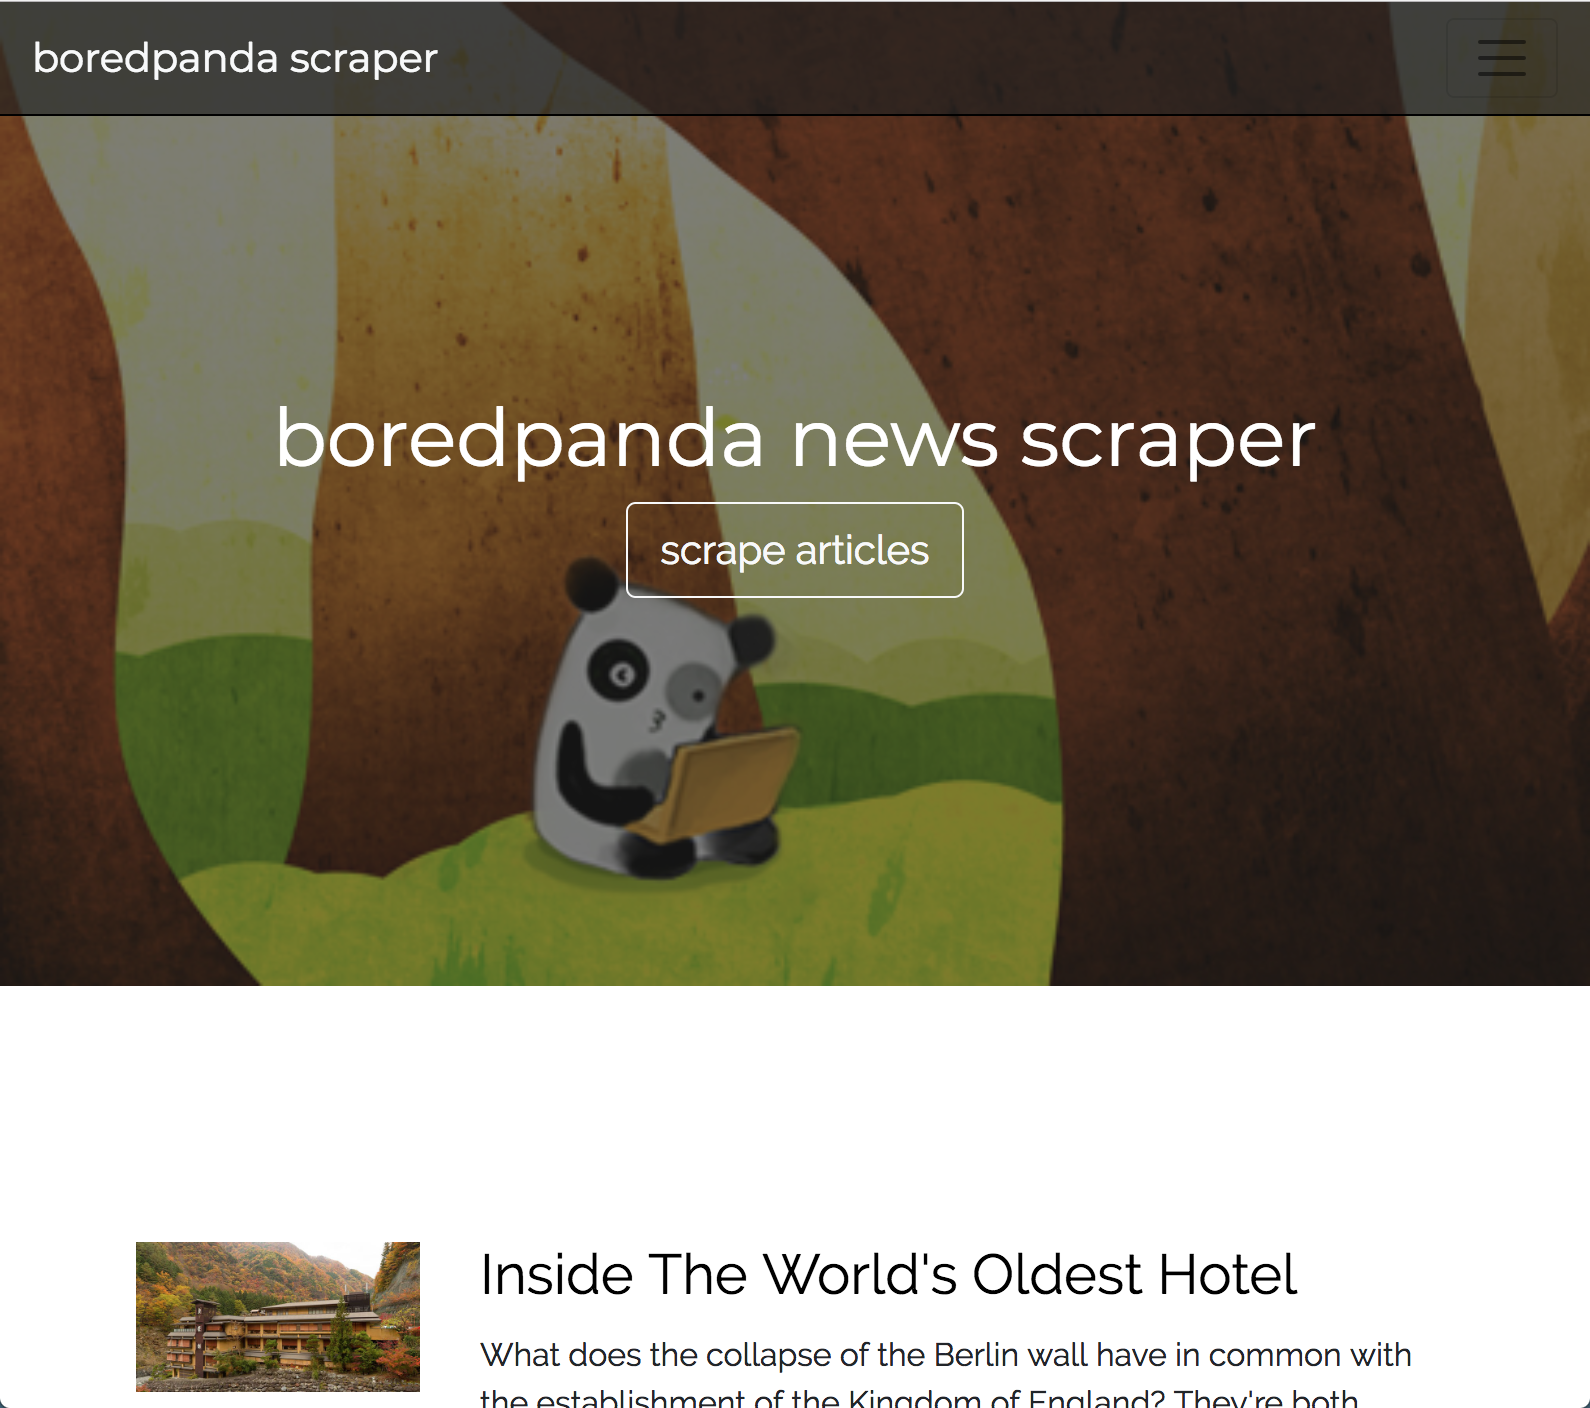 boredpanda scraper
boredpanda news scraper
scrape articles
Inside The World's Oldest Hotel
What does the collapse of the Berlin wall have in common with
the establishment of the Kingdom of England? They're both